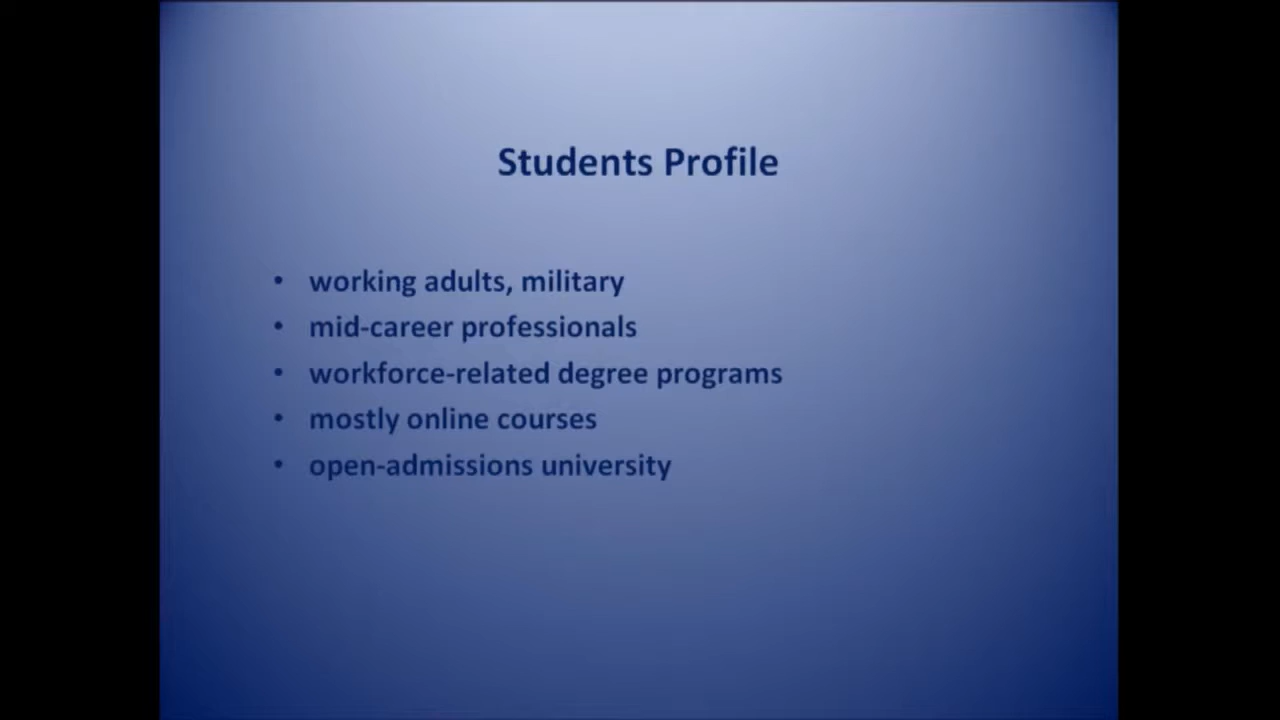 Students Profile
• working adults, military
• mid-career professionals
• workforce-related degree programs
• mostly online courses
• open-admissions university